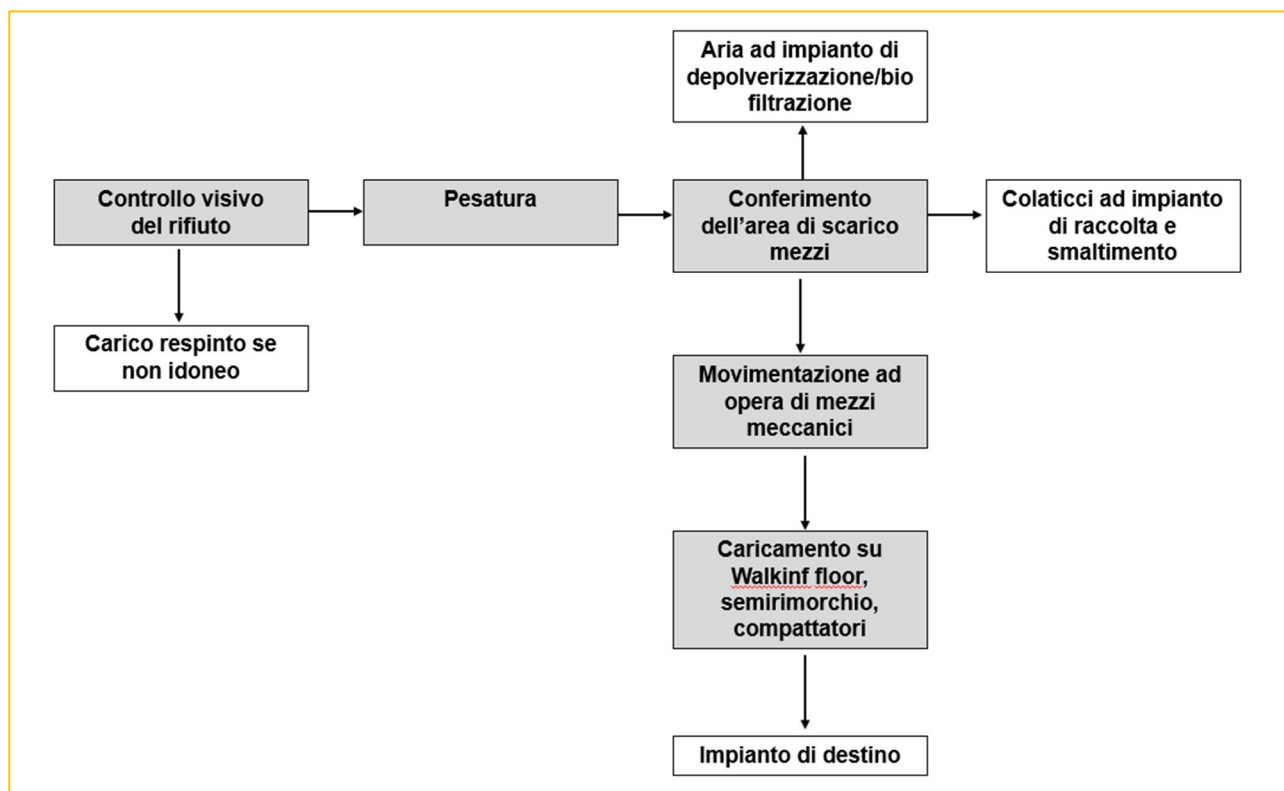 Aria ad impianto di
depolverizzazione/bio
filtrazione
Controllo visivo
del rifiuto
Pesatura
Conferimento
dell’area di scarico
mezzi
Colaticci ad impianto
di raccolta e
smaltimento
Carico respinto se
non idoneo
Movimentazione ad
opera di mezzi
meccanici
Caricamento su
Walkinf floor,
semirimorchio,
compattatori
Impianto di destino